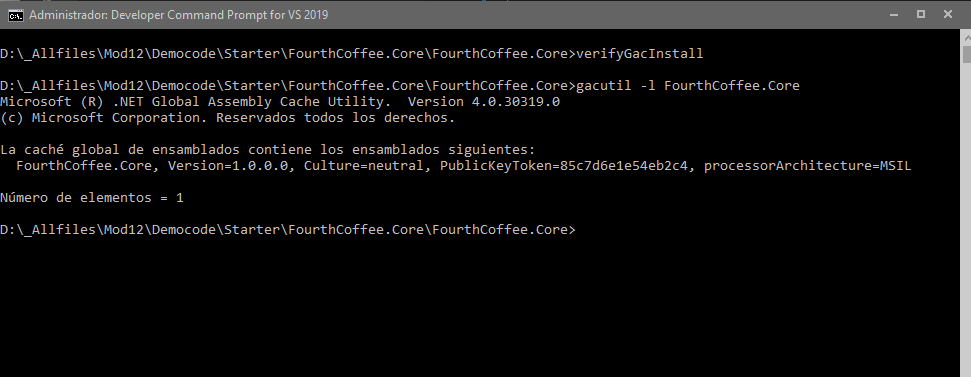 Administrador: Developer Command Prompt for VS 2019
D:\_Allfiles\Mod12\Democode\Starter\FourthCoffee.Core\FourthCoffee.Core>verifyGacInstall
D:\_Allfiles\Mod12\Democode\Starter\FourthCoffee.Core\FourthCoffee.Core>gacutil -l FourthCoffee.Core
Microsoft (R) .NET Global Assembly Cache Utility.  Version 4.0.30319.0
(c) Microsoft Corporation. Reservados todos los derechos.
La caché global de ensamblados contiene los ensamblados siguientes:
  FourthCoffee.Core, Version=1.0.0.0, Culture=neutral, PublicKeyToken=85c7d6e1e54eb2c4, processorArchitecture=MSIL
Número de elementos = 1
D:\_Allfiles\Mod12\Democode\Starter\FourthCoffee.Core\FourthCoffee.Core>